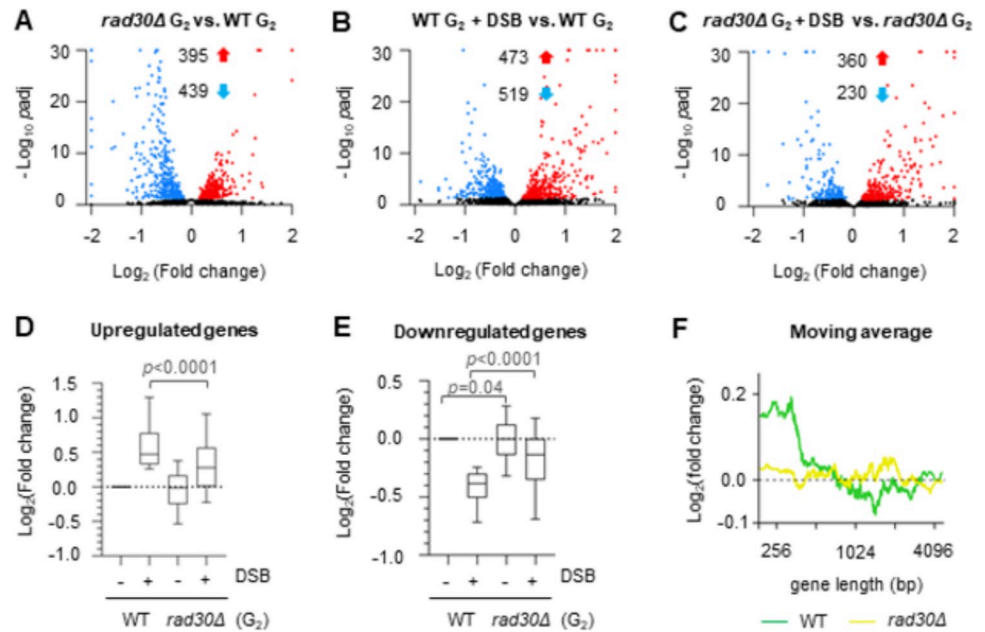 A rad30Δ G2 vs. WT G2
B WT G2 + DSB vs. WT G2
C rad30Δ G2 + DSB vs. rad30Δ G2
- Log10 padj
30
20
10
0
395
439
-2 -1 0 1 2
Log2 (Fold change)
- Log10 padj
30
20
10
0
473
519
-2 -1 0 1 2
Log2 (Fold change)
- Log10 padj
30
20
10
0
360
230
-2 -1 0 1 2
Log2 (Fold change)
D Upregulated genes
p<0.0001
Log2(Fold change)
1.5
1.0
0.5
0.0
-0.5
-1.0
- + - + DSB
WT rad30Δ (G2)
E Downregulated genes
p<0.0001
p=0.04
Log2(Fold change)
0.5
0.0
-0.5
-1.0
- + - + DSB
WT rad30Δ (G2)
F Moving average
Log2(fold change)
0.2
0.0
-0.1
256 1024 4096
gene length (bp)
WT rad30Δ